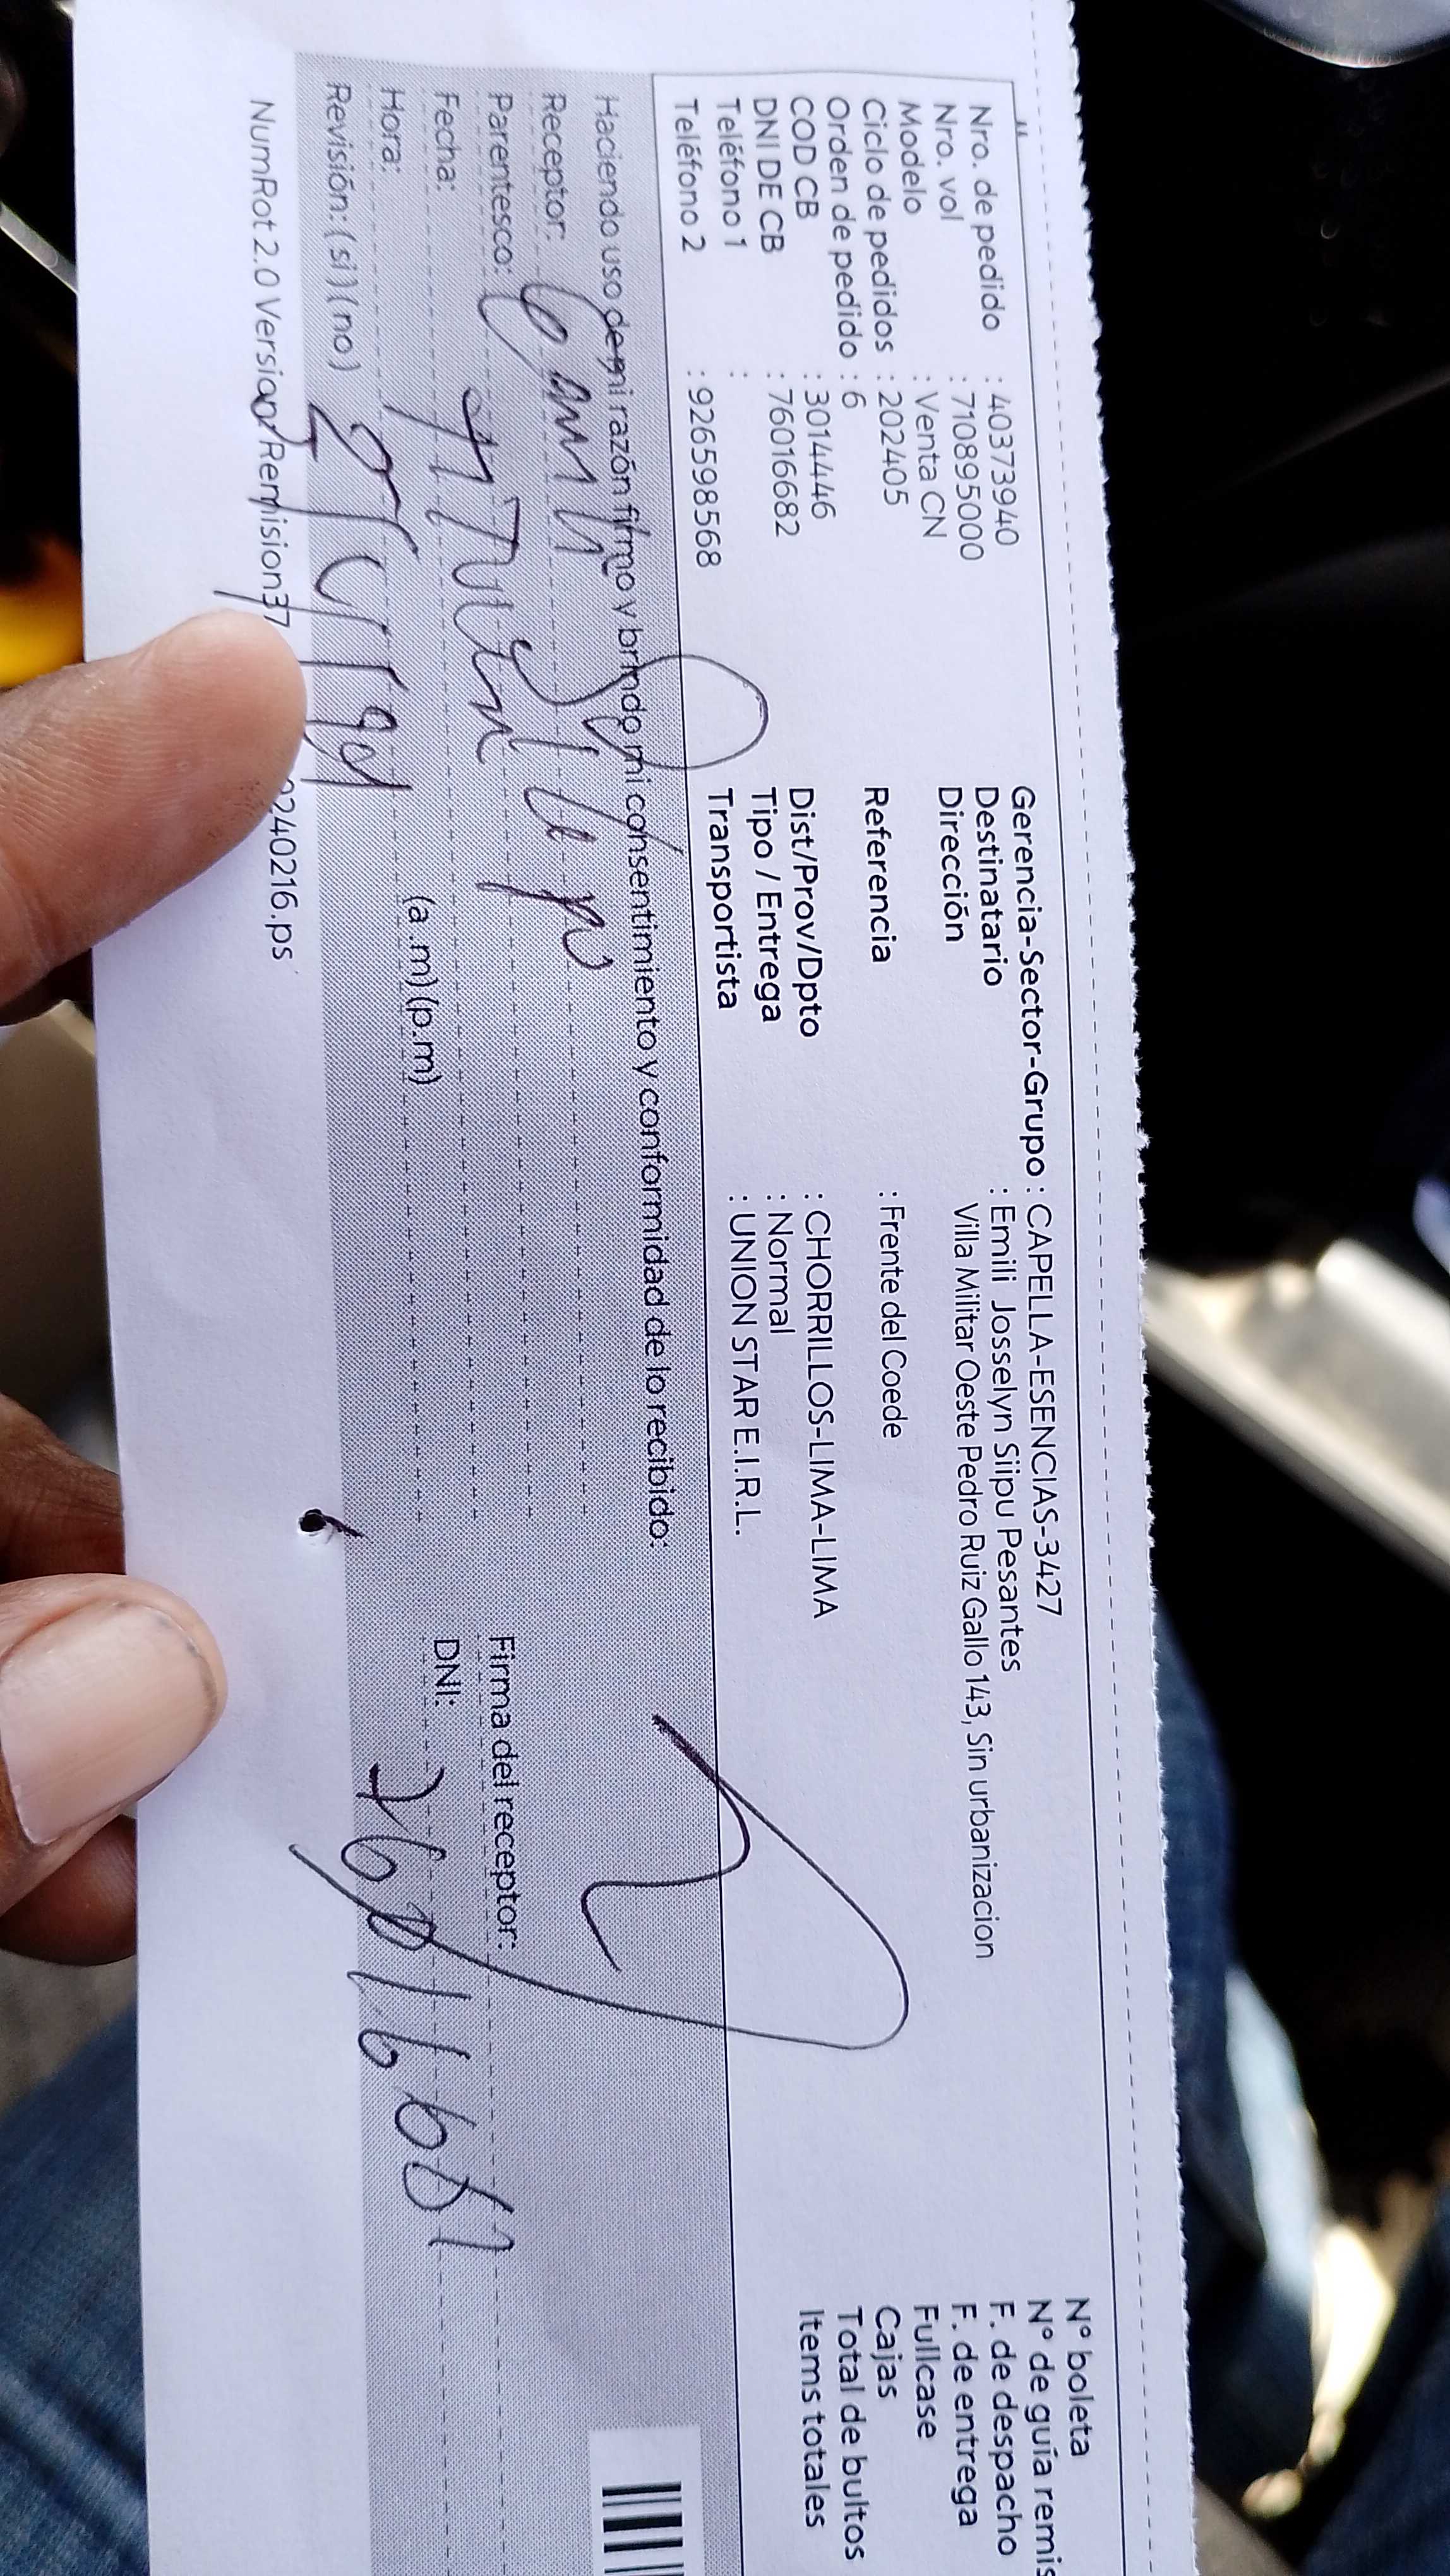 Nro. de pedido : 40373940
Nro. vol : 710895000
Modelo : Venta CN
Ciclo de pedidos : 202405
Orden de pedido : 6
COD CB : 3014446
DNI DE CB : 76016682
Teléfono 1 :
Teléfono 2 : 926598568
Gerencia-Sector-Grupo : CAPELLA-ESENCIAS-3427
Destinatario : Emili Josselyn Siipu Pesantes
Dirección Villa Militar Oeste Pedro Ruiz Gallo 143, Sin urbanizacion
Referencia : Frente del Coede
Dist/Prov/Dpto : CHORRILLOS-LIMA-LIMA
Tipo / Entrega : Normal
Transportista : UNION STAR E.I.R.L.
N° boleta
N° de guía remis
F. de despacho
F. de entrega
Fullcase
Cajas
Total de bultos
Items totales
Haciendo uso de mi razón firmo y brindo mi consentimiento y conformidad de lo recibido:
Receptor:
Parentesco:
Fecha:
Hora: (a .m) (p.m)
Revisión: (si) (no)
Firma del receptor:
DNI:
NumRot 2.0 Version Remision37 0240216.ps